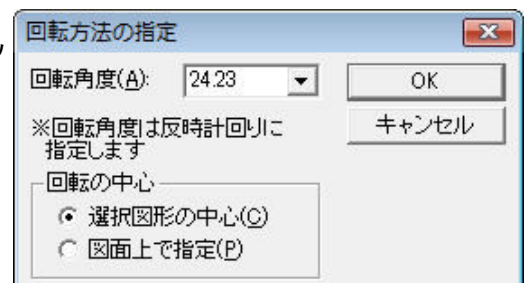 回転方法の指定
回転角度(A): 24.23 OK
※回転角度は反時計回りに キャンセル
指定します
回転の中心
選択図形の中心(C)
図面上で指定(P)